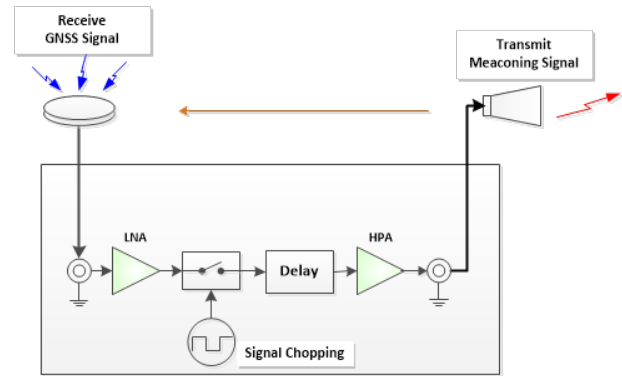 Receive
GNSS Signal
Transmit
Meaconing Signal
LNA
HPA
Delay
Signal Chopping